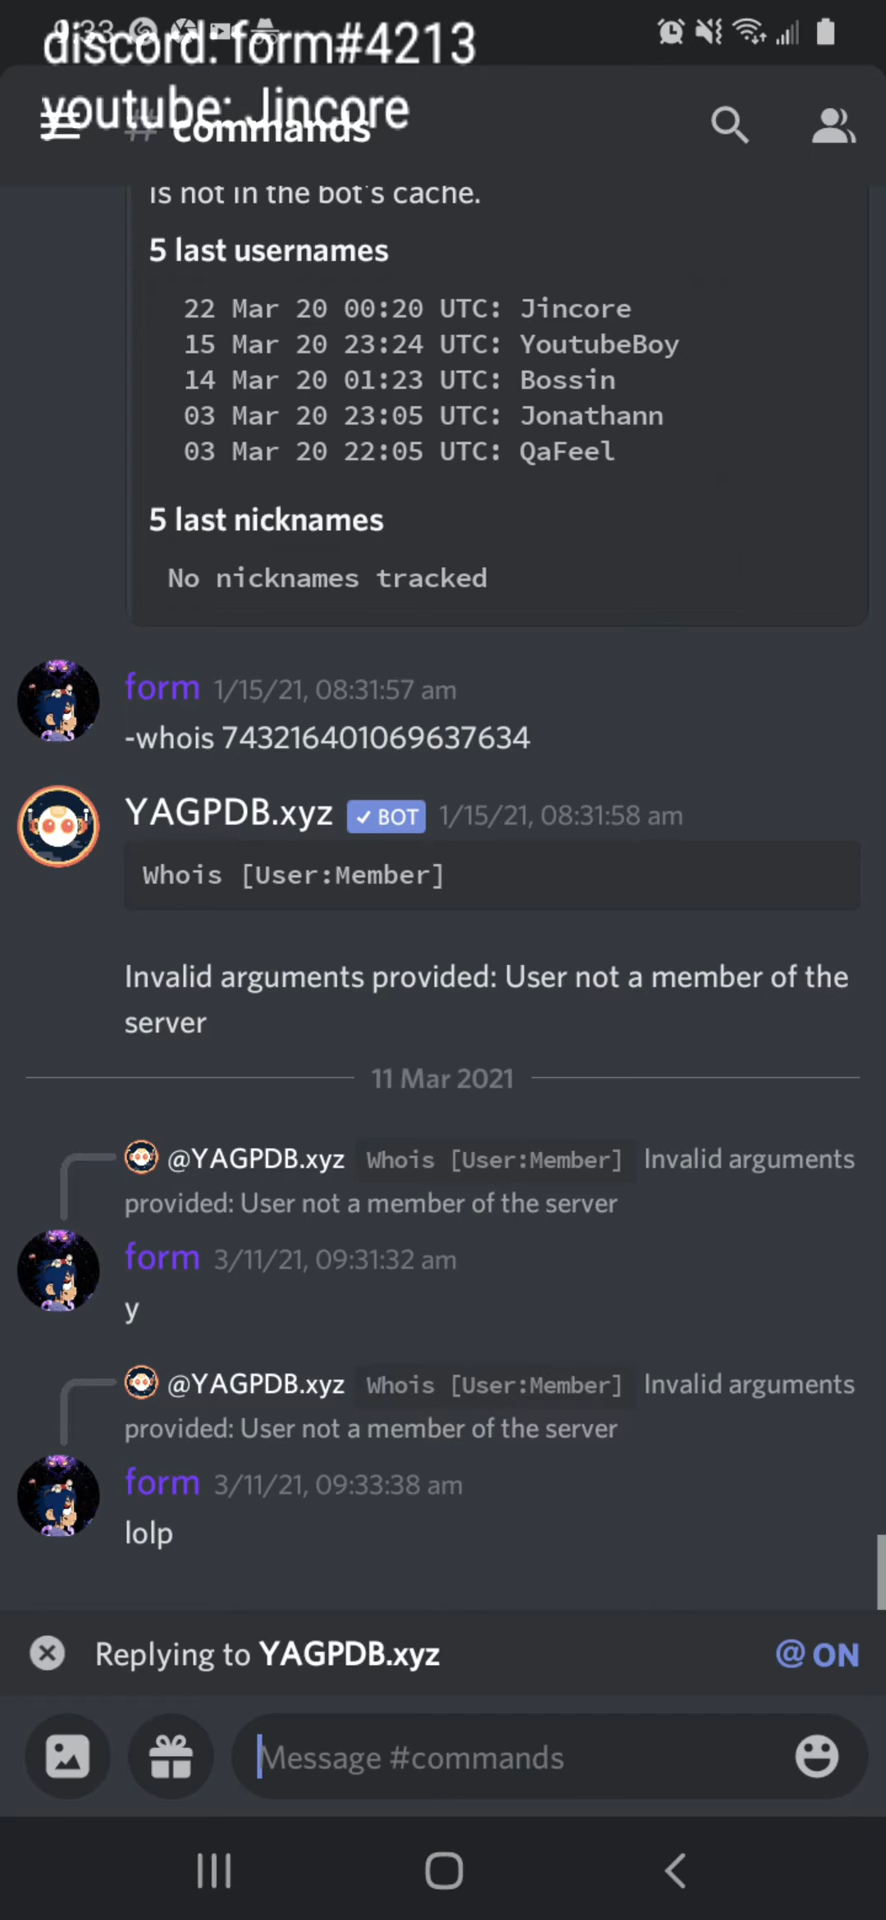 9:33
discord: form#4213
youtube: Jincore
# commands
is not in the bot's cache.
5 last usernames
22 Mar 20 00:20 UTC: Jincore
15 Mar 20 23:24 UTC: YoutubeBoy
14 Mar 20 01:23 UTC: Bossin
03 Mar 20 23:05 UTC: Jonathann
03 Mar 20 22:05 UTC: QaFeel
5 last nicknames
No nicknames tracked
form 1/15/21, 08:31:57 am
-whois 743216401069637634
YAGPDB.xyz ✓ BOT 1/15/21, 08:31:58 am
Whois [User:Member]
Invalid arguments provided: User not a member of the
server
11 Mar 2021
@YAGPDB.xyz Whois [User:Member] Invalid arguments
provided: User not a member of the server
form 3/11/21, 09:31:32 am
y
@YAGPDB.xyz Whois [User:Member] Invalid arguments
provided: User not a member of the server
form 3/11/21, 09:33:38 am
lolp
Replying to YAGPDB.xyz @ ON
Message #commands